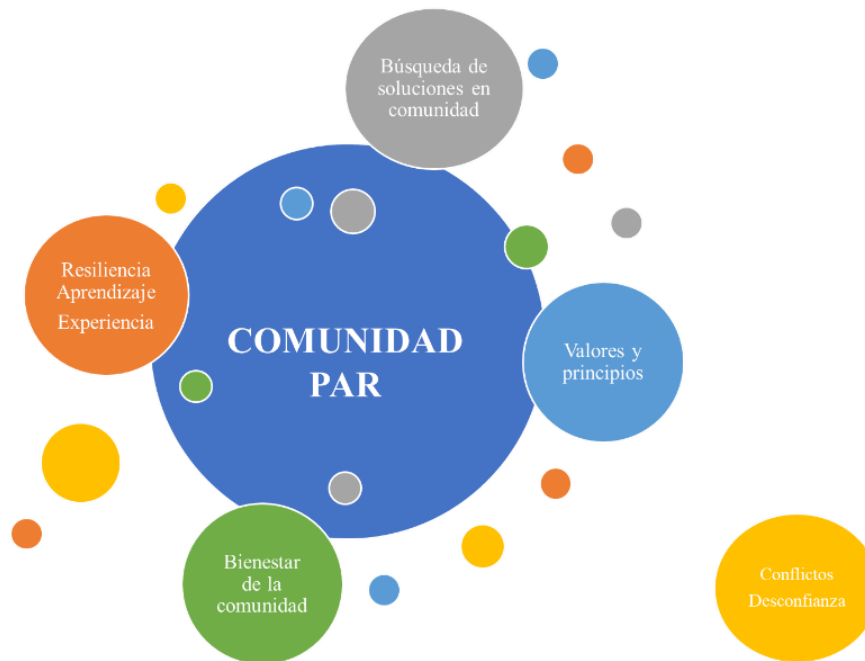 Búsqueda de
soluciones en
comunidad
Resiliencia
Aprendizaje
Experiencia
COMUNIDAD
PAR
Valores y
principios
Bienestar
de la
comunidad
Conflictos
Desconfianza